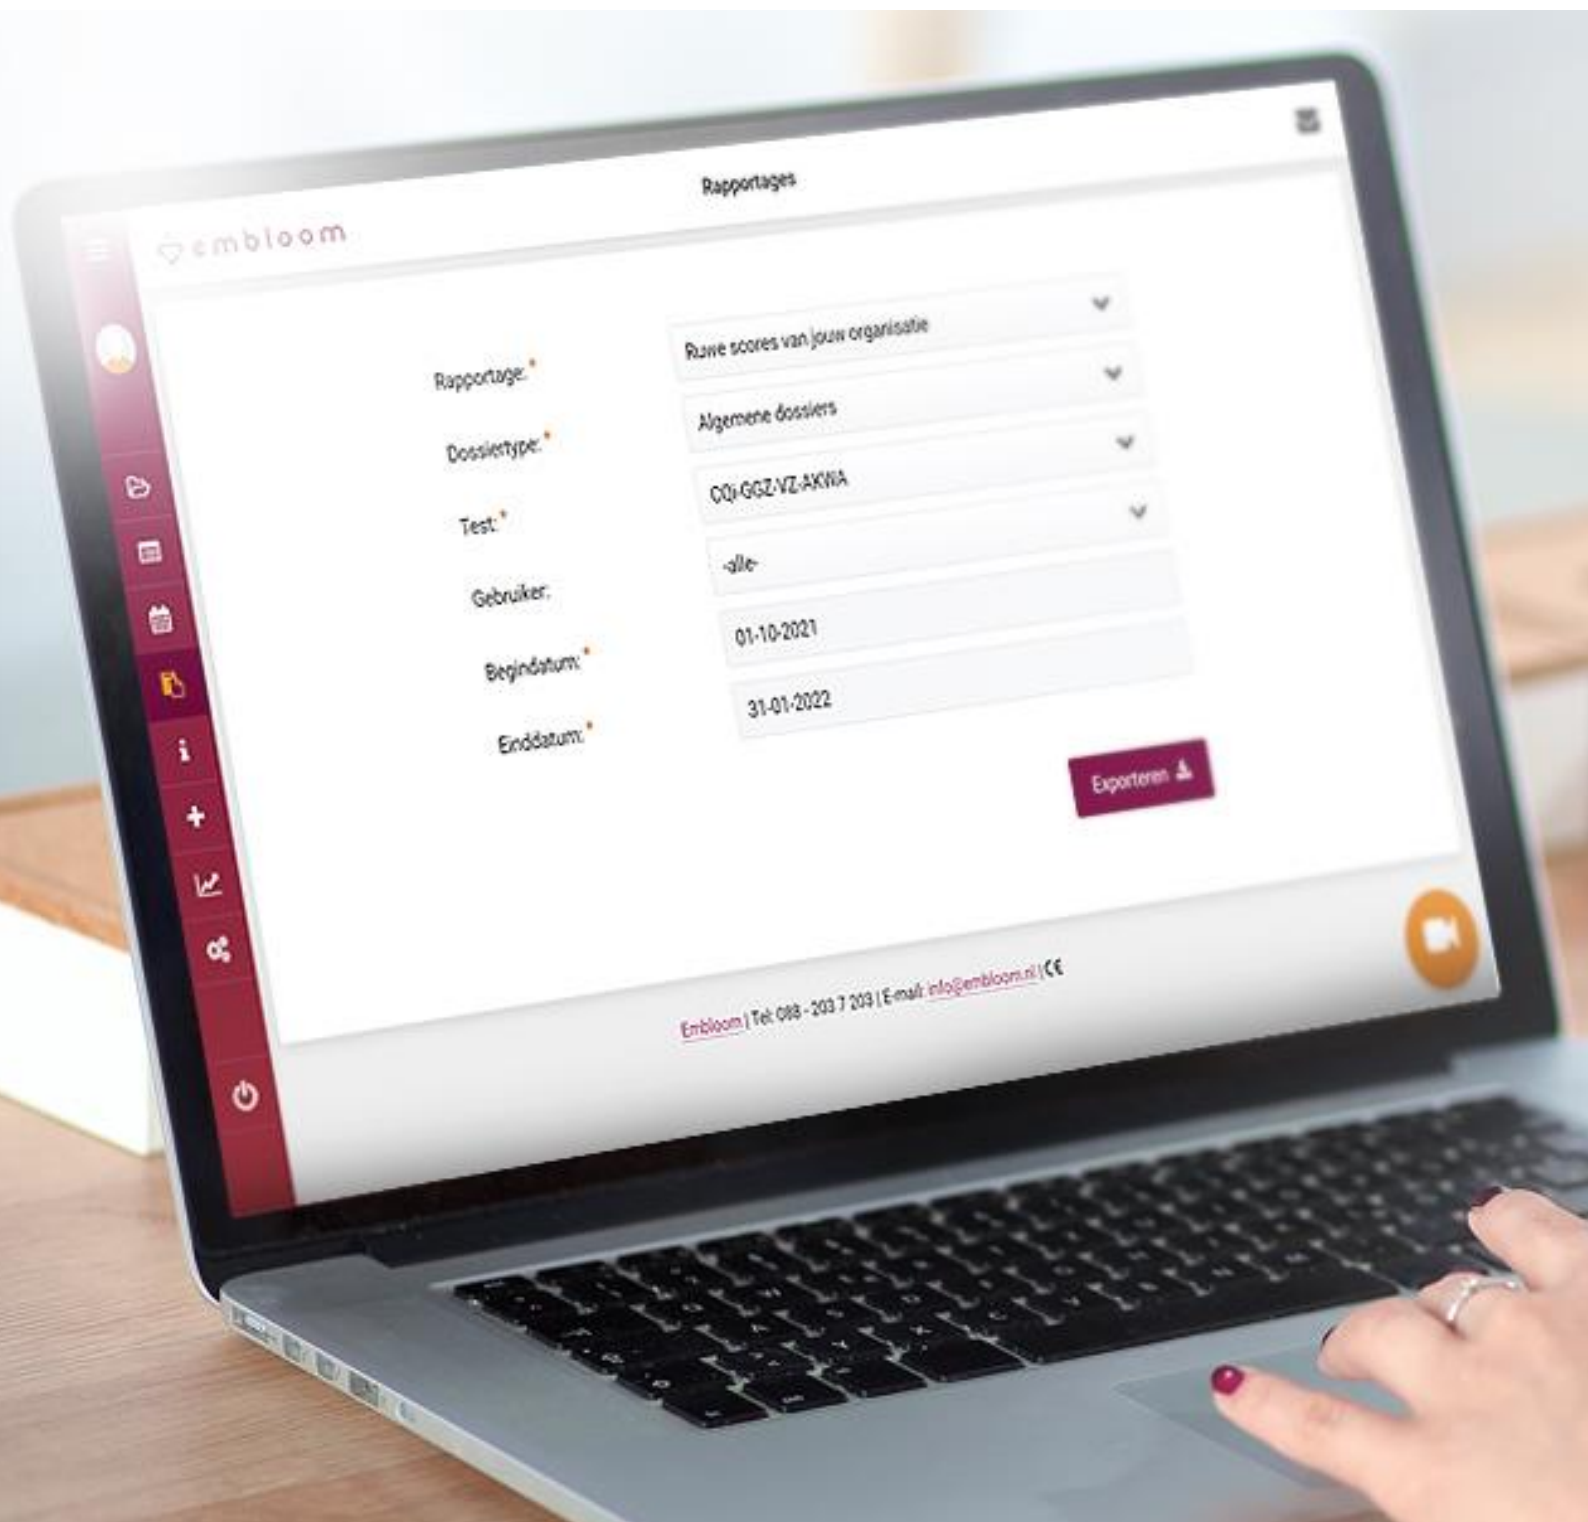 Rapportages
embloom
Rapportage:* Ruwe scores van jouw organisatie
Dossiertype:* Algemene dossiers
Test:* CQi-GGZ-VZ-AKWA
Gebruiker: -alle-
Begindatum:* 01-10-2021
Einddatum:* 31-01-2022
Exporteren
Embloom | Tel: 088 - 203 7 203 | E-mail: info@embloom.nl | CE